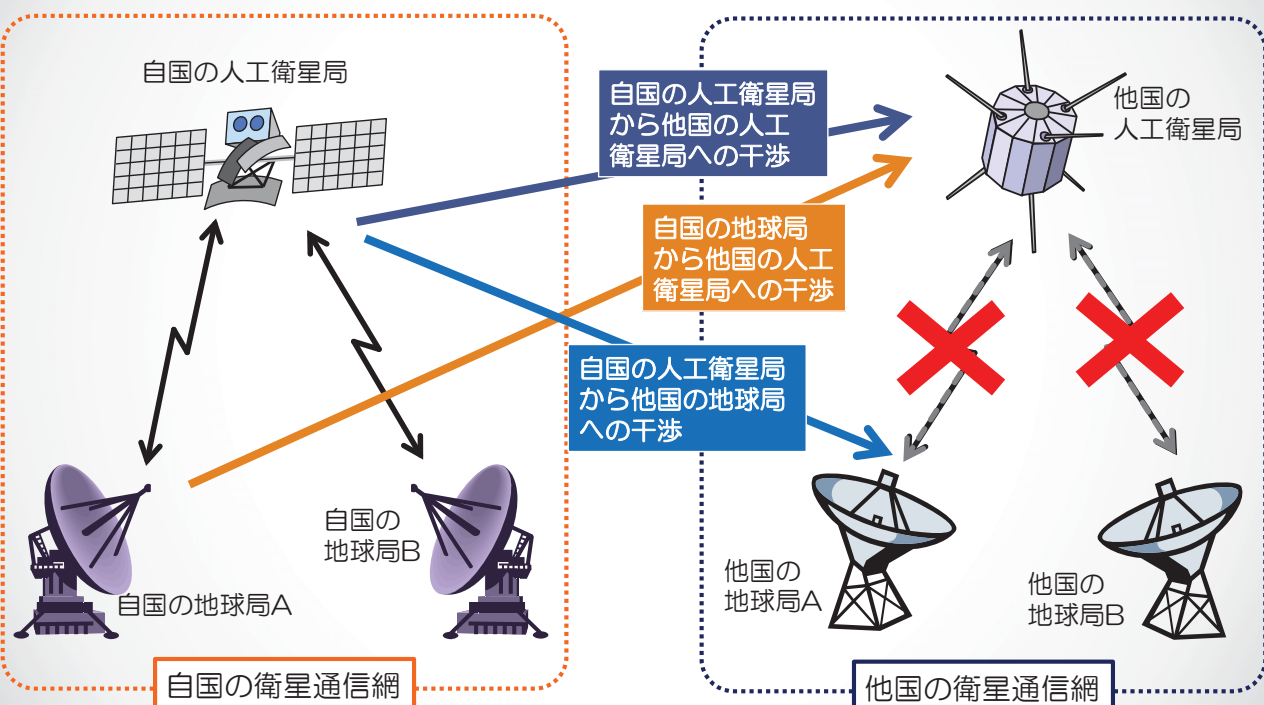 自国の人工衛星局
自国の人工衛星局
から他国の人工
衛星局への干渉
他国の
人工衛星局
自国の地球局
から他国の人工
衛星局への干渉
自国の人工衛星局
から他国の地球局
への干渉
自国の
地球局B
自国の地球局A
他国の
地球局A
他国の
地球局B
自国の衛星通信網
他国の衛星通信網